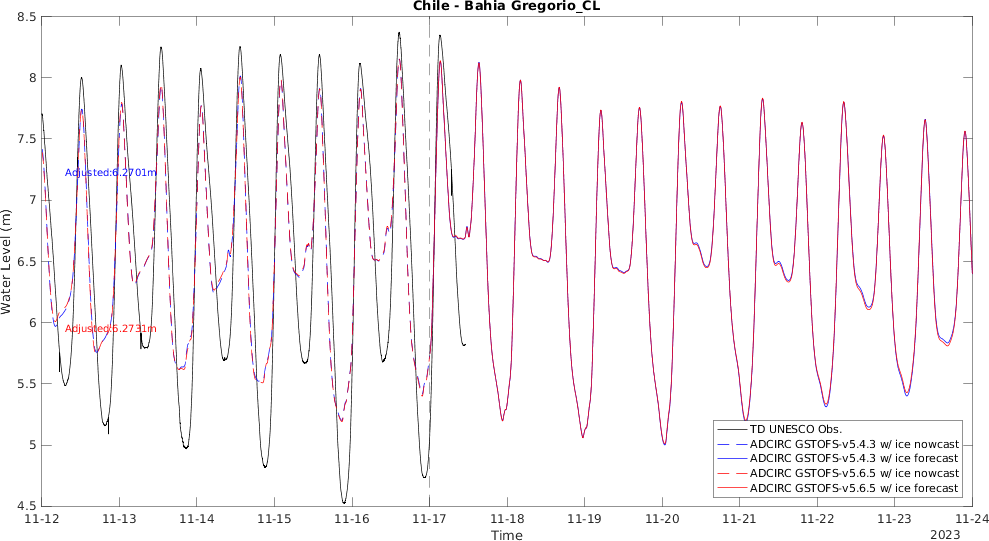 Chile - Bahia Gregorio_CL
8.5
8
7.5
7
6.5
6
5.5
5
4.5
Water Level (m)
Adjusted:6.2701m
Adjusted:6.2731m
TD UNESCO Obs.
ADCIRC GSTOFS-v5.4.3 w/ ice nowcast
ADCIRC GSTOFS-v5.4.3 w/ ice forecast
ADCIRC GSTOFS-v5.6.5 w/ ice nowcast
ADCIRC GSTOFS-v5.6.5 w/ ice forecast
11-12 11-13 11-14 11-15 11-16 11-17 11-18 11-19 11-20 11-21 11-22 11-23 11-24
Time
2023